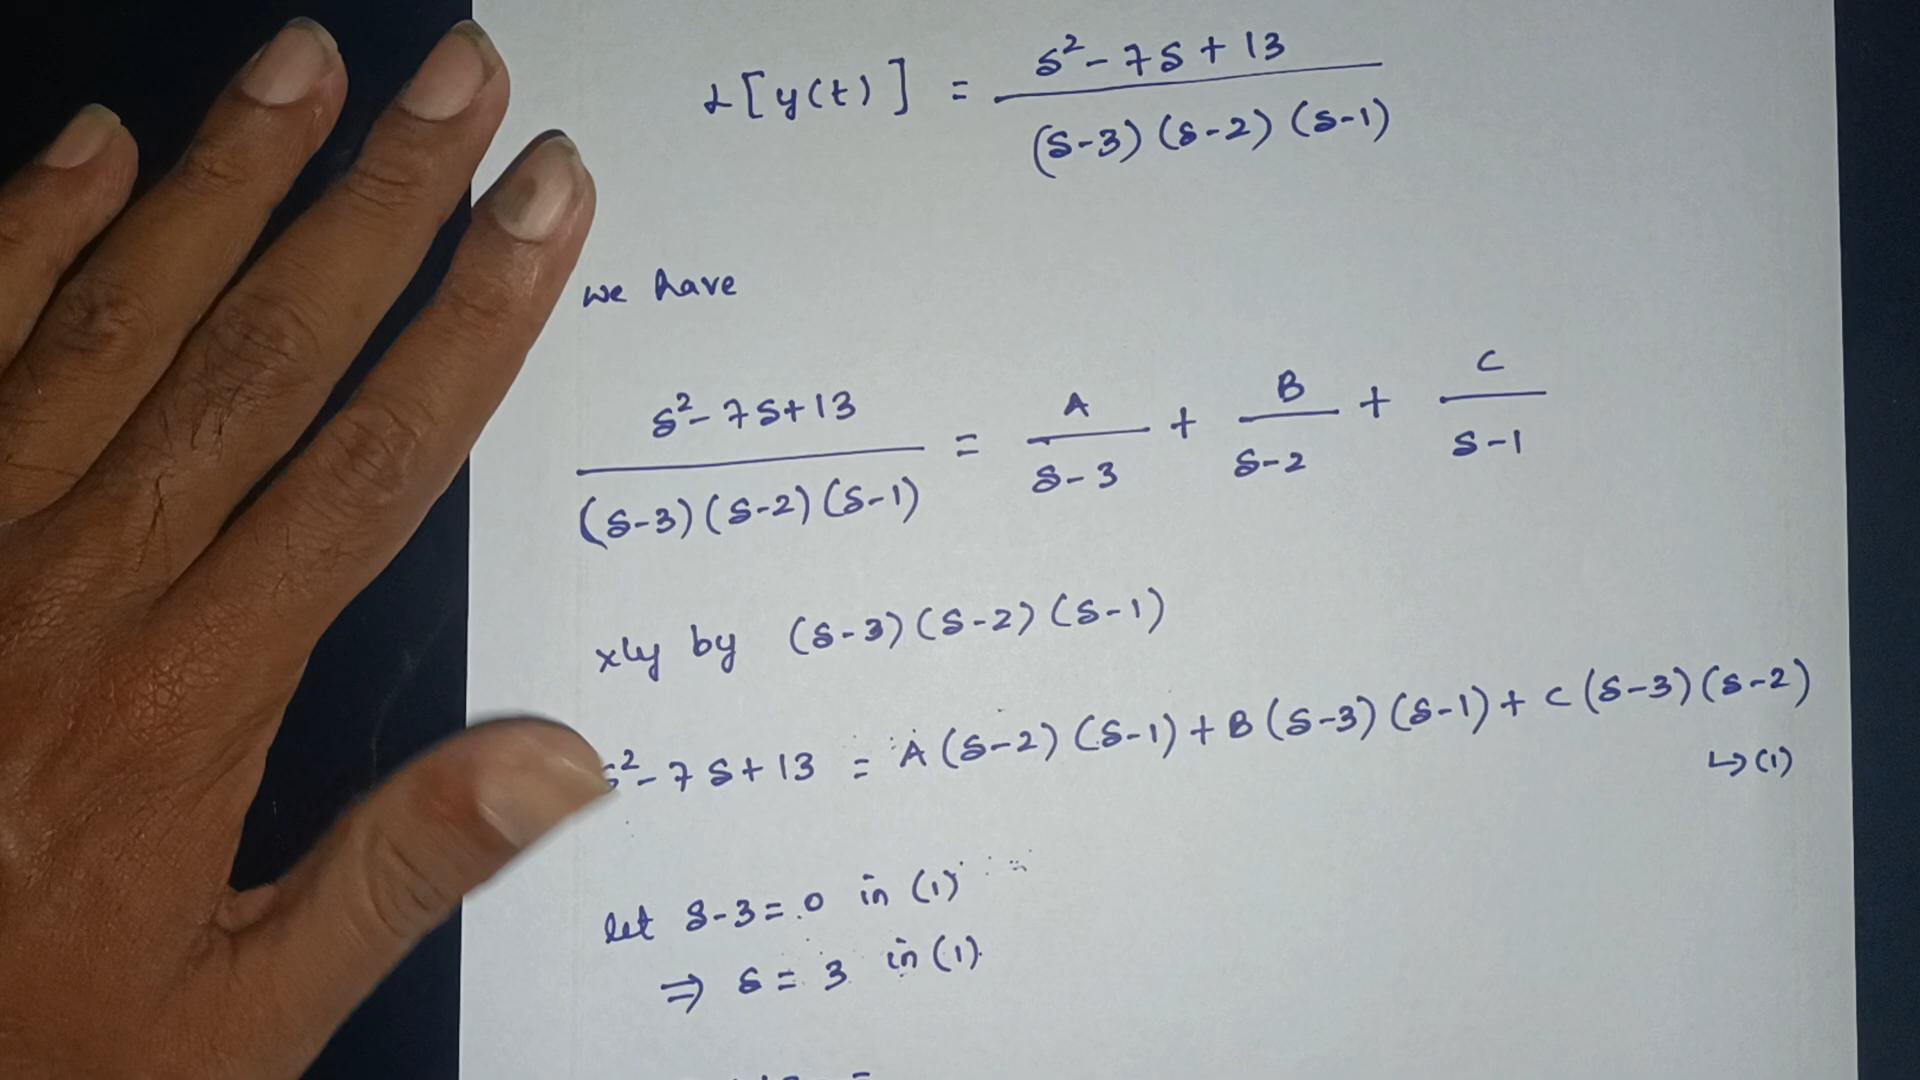 L[y(t)] = s²-7s+13 / (s-3)(s-2)(s-1)
we have
s²-7s+13 / (s-3)(s-2)(s-1) = A / s-3 + B / s-2 + C / s-1
xly by (s-3)(s-2)(s-1)
s²-7s+13 = A(s-2)(s-1)+B(s-3)(s-1)+C(s-3)(s-2)
↳(1)
let s-3=0 in (1)
⇒ s=3 in (1)